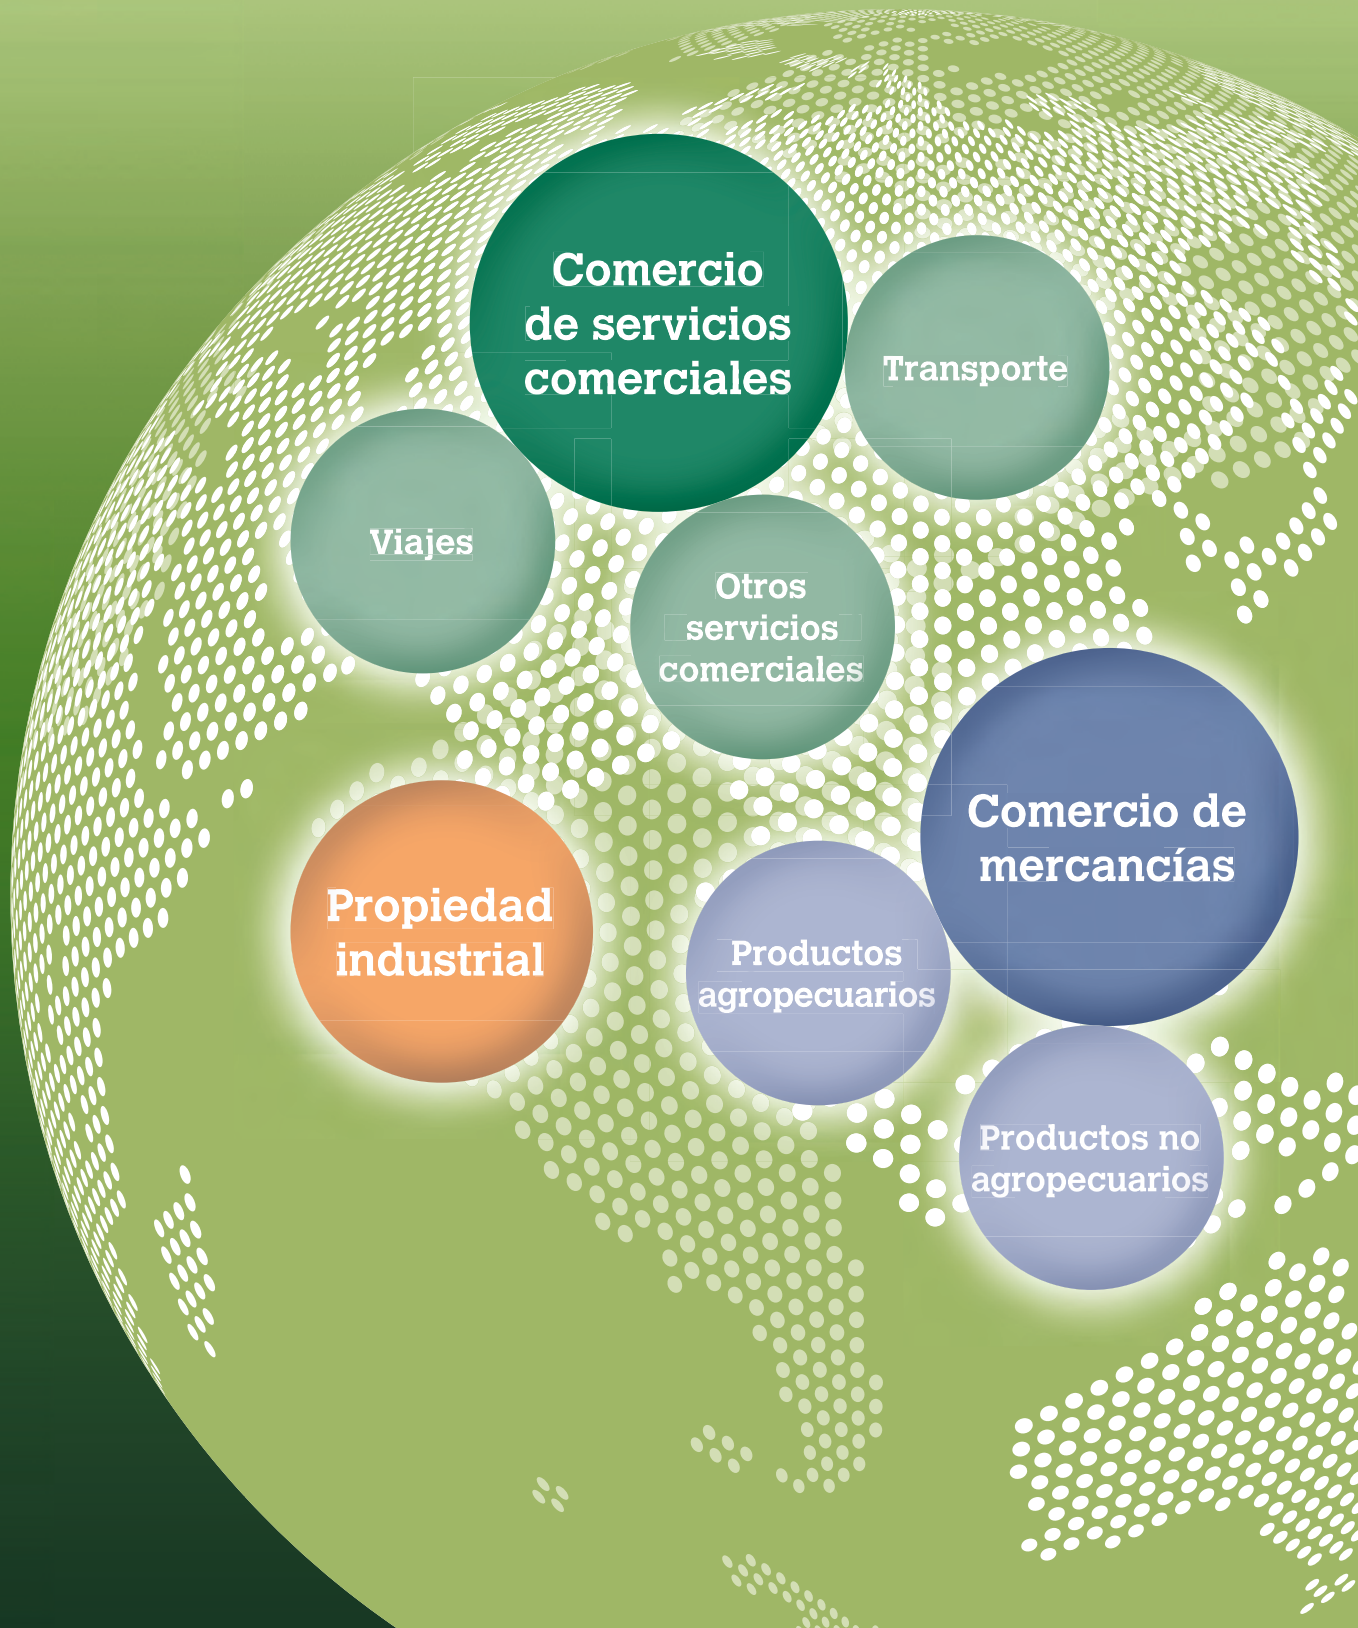 Comercio
de servicios
comerciales
Transporte
Viajes
Otros
servicios
comerciales
Comercio de
mercancías
Propiedad
industrial
Productos
agropecuarios
Productos no
agropecuarios